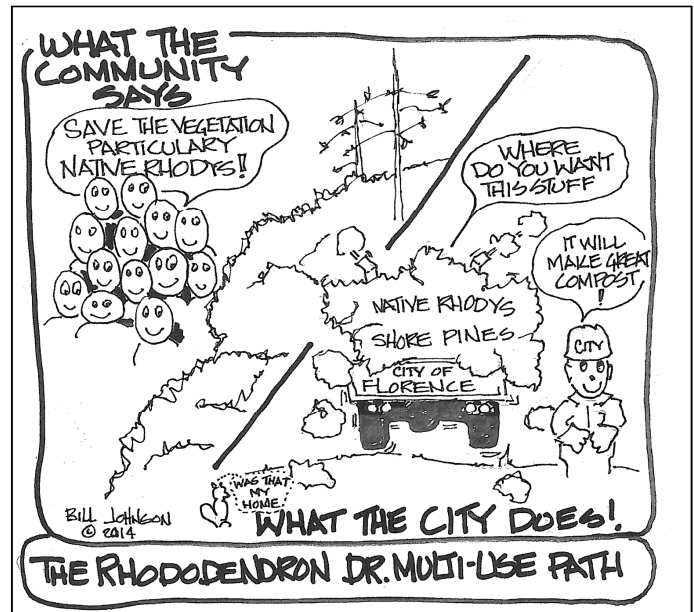 WHAT THE
COMMUNITY
SAYS
SAVE THE VEGETATION
PARTICULARY
NATIVE RHODYS!
WHERE
DO YOU WANT
THIS STUFF
IT WILL
MAKE GREAT
COMPOST
!
CITY
NATIVE RHODYS
SHORE PINES
CITY OF
FLORENCE
WAS THAT
MY
HOME
BILL JOHNSON
© 2014
WHAT THE CITY DOES!
THE RHODODENDRON DR. MULTI-USE PATH